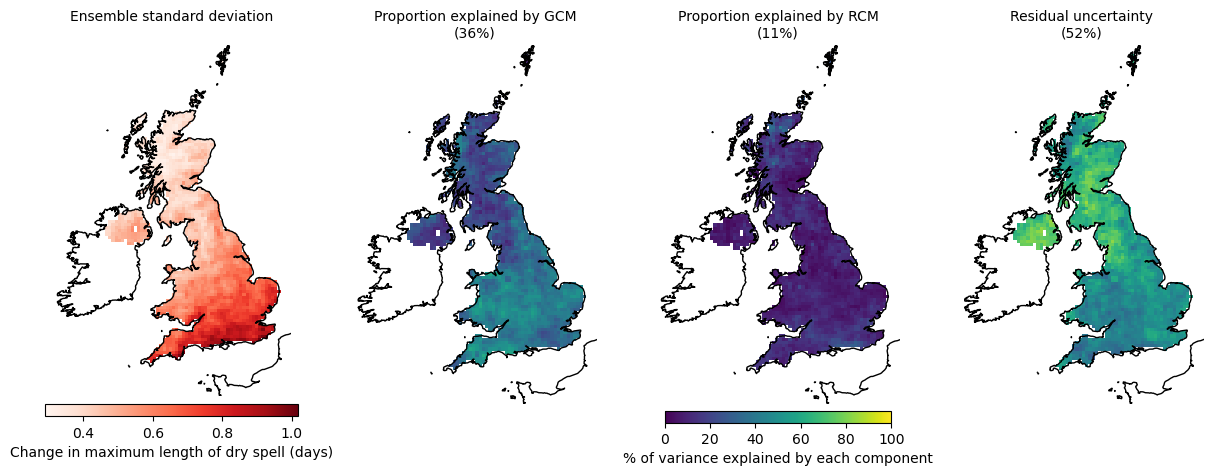 Ensemble standard deviation
Proportion explained by GCM
(36%)
Proportion explained by RCM
(11%)
Residual uncertainty
(52%)
0.4 0.6 0.8 1.0
Change in maximum length of dry spell (days)
0 20 40 60 80 100
% of variance explained by each component